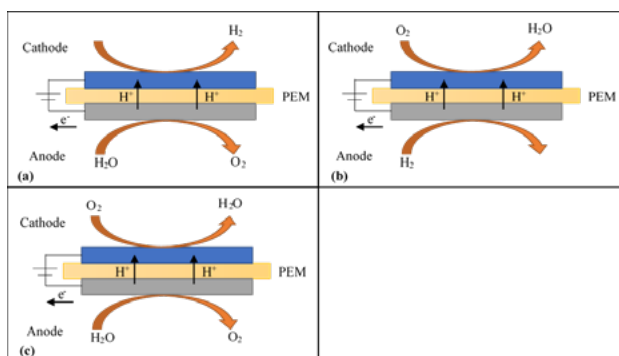 Cathode
H₂
H⁺ H⁺
PEM
e⁻
Anode
H₂O
O₂
(a)
O₂
H₂O
Cathode
H⁺ H⁺
PEM
e⁻
Anode
H₂
(b)
O₂
H₂O
Cathode
H⁺ H⁺
PEM
e⁻
Anode
H₂O
O₂
(c)